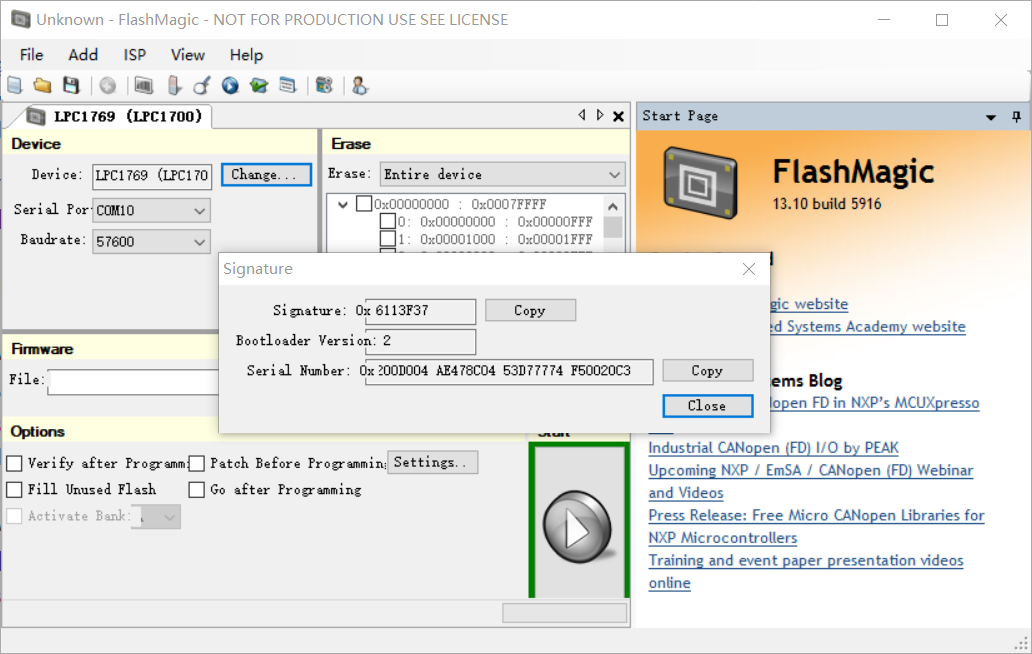 Unknown - FlashMagic - NOT FOR PRODUCTION USE SEE LICENSE
File Add ISP View Help
LPC1769 (LPC1700)
Device
Device: LPC1769 (LPC170 Change...
Serial Por COM10
Baudrate: 57600
Erase
Erase: Entire device
0x00000000 : 0x0007FFFF
0: 0x00000000 : 0x00000FFF
1: 0x00001000 : 0x00001FFF
Signature
Signature: 0x 6113F37 Copy
Bootloader Version: 2
Serial Number: 0x 200D004 AE478C04 53D77774 F50020C3 Copy
Close
Firmware
File:
Options
Verify after Programm Patch Before Programmin Settings..
Fill Unused Flash Go after Programming
Activate Bank:
Start
Start Page
FlashMagic
13.10 build 5916
gic website
ed Systems Academy website
ems Blog
open FD in NXP's MCUXpresso
Industrial CANopen (FD) I/O by PEAK
Upcoming NXP / EmSA / CANopen (FD) Webinar
and Videos
Press Release: Free Micro CANopen Libraries for
NXP Microcontrollers
Training and event paper presentation videos
online